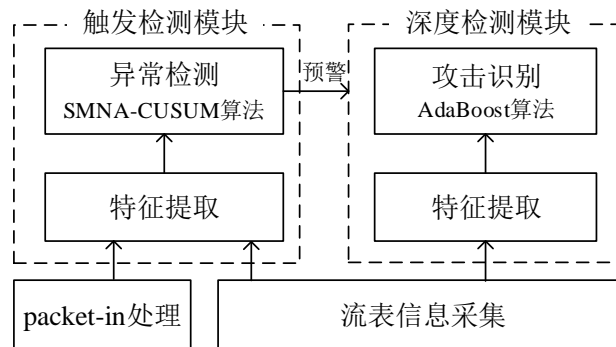 触发检测模块
深度检测模块
异常检测
SMNA-CUSUM算法
预警
攻击识别
AdaBoost算法
特征提取
特征提取
packet-in处理
流表信息采集